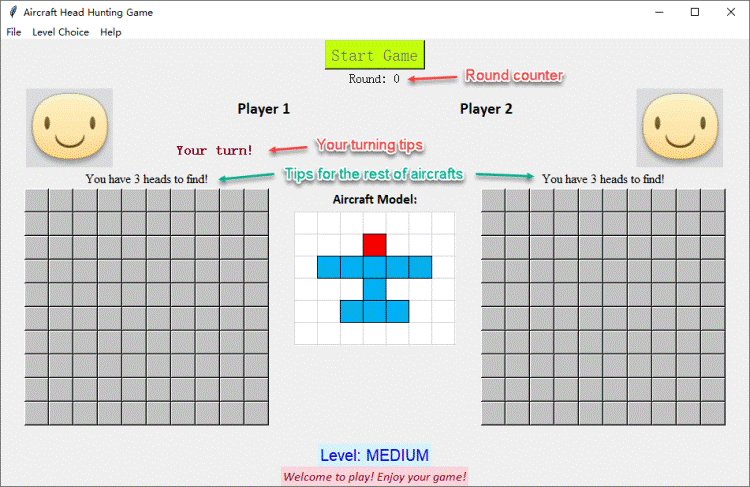 Aircraft Head Hunting Game
File Level Choice Help
Start Game
Round: 0
Round counter
Player 1
Player 2
Your turn!
Your turning tips
You have 3 heads to find!
Tips for the rest of aircrafts
You have 3 heads to find!
Aircraft Model:
Level: MEDIUM
Welcome to play! Enjoy your game!